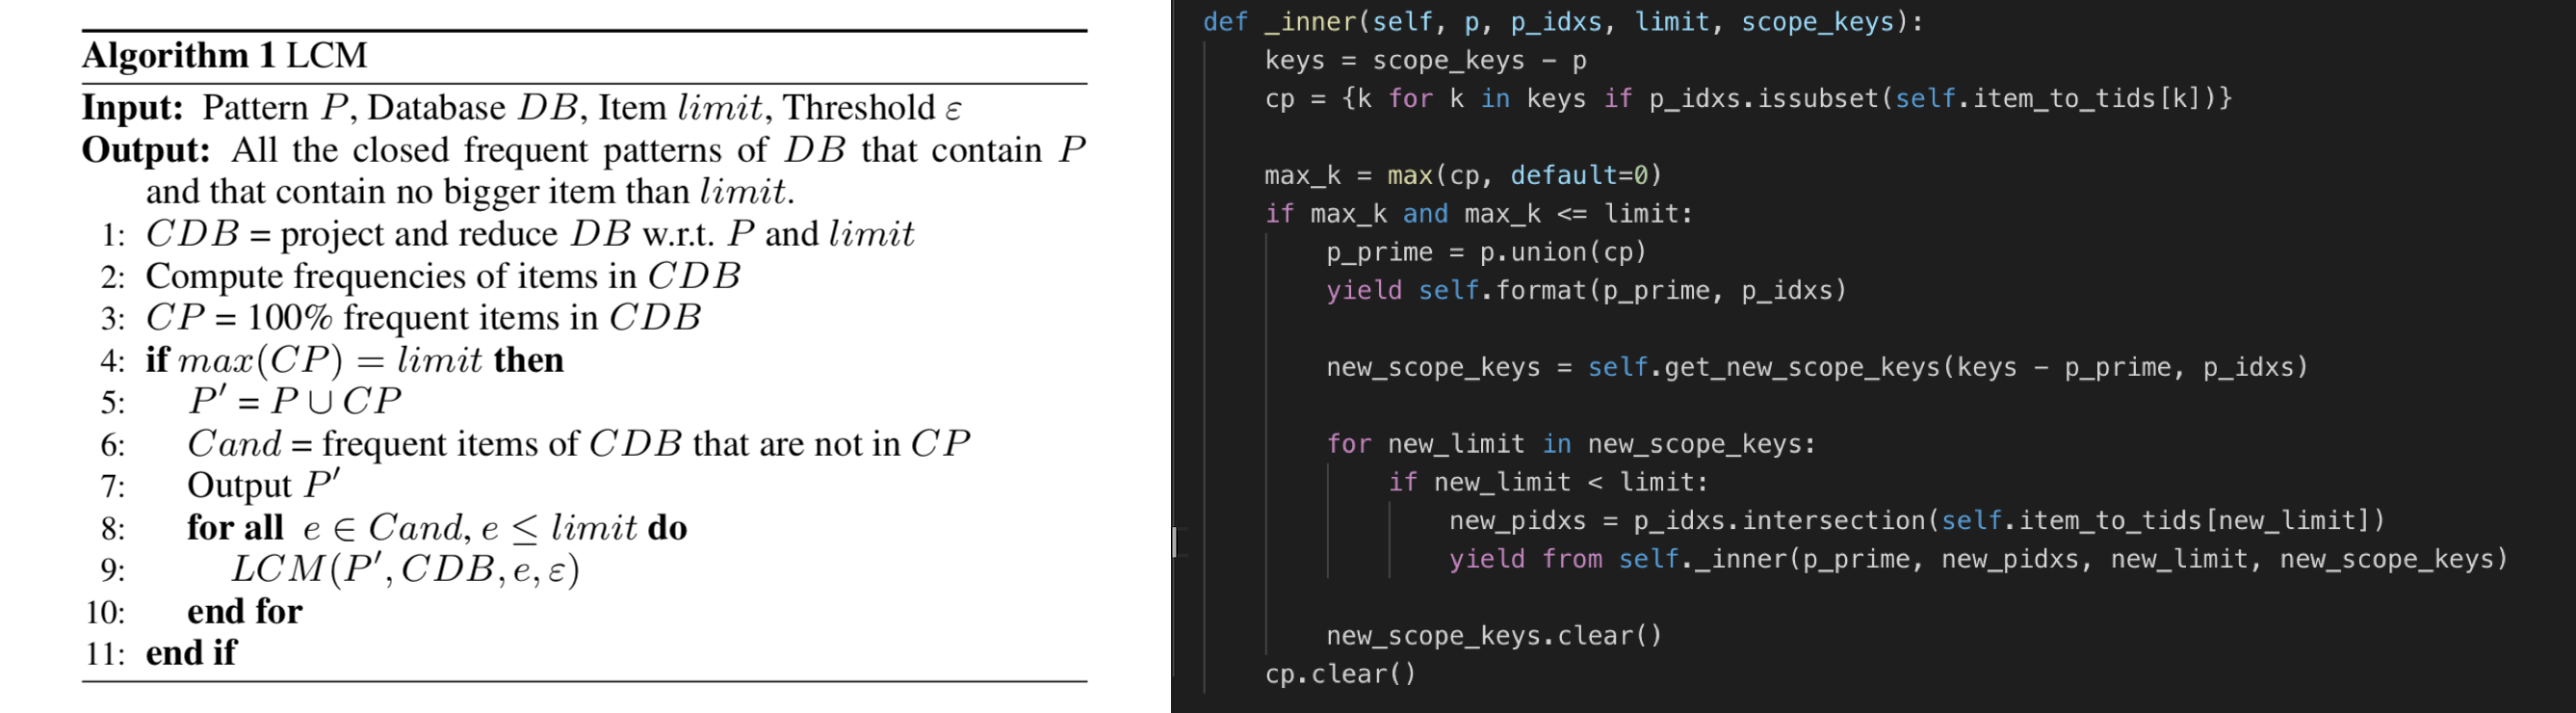 Algorithm 1 LCM
Input: Pattern P, Database DB, Item limit, Threshold ε
Output: All the closed frequent patterns of DB that contain P
and that contain no bigger item than limit.
1: CDB = project and reduce DB w.r.t. P and limit
2: Compute frequencies of items in CDB
3: CP = 100% frequent items in CDB
4: if max(CP) = limit then
5: P′ = P ∪ CP
6: Cand = frequent items of CDB that are not in CP
7: Output P′
8: for all e ∈ Cand, e ≤ limit do
9: LCM(P′, CDB, e, ε)
10: end for
11: end if
def _inner(self, p, p_idxs, limit, scope_keys):
    keys = scope_keys - p
    cp = {k for k in keys if p_idxs.issubset(self.item_to_tids[k])}
    max_k = max(cp, default=0)
    if max_k and max_k <= limit:
        p_prime = p.union(cp)
        yield self.format(p_prime, p_idxs)
        new_scope_keys = self.get_new_scope_keys(keys - p_prime, p_idxs)
        for new_limit in new_scope_keys:
            if new_limit < limit:
                new_pidxs = p_idxs.intersection(self.item_to_tids[new_limit])
                yield from self._inner(p_prime, new_pidxs, new_limit, new_scope_keys)
        new_scope_keys.clear()
    cp.clear()